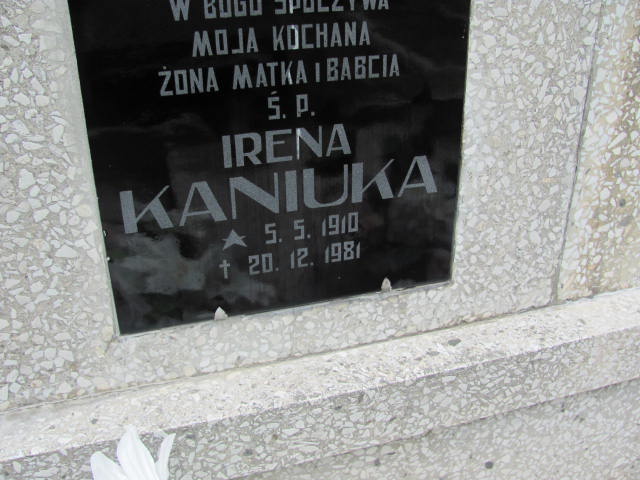 W BOGU SPOCZYWA
MOJA KOCHANA
ŻONA MATKA I BABCIA
Ś. P.
IRENA
KANIUKA
★ 5. 5. 1910
✝ 20. 12. 1981